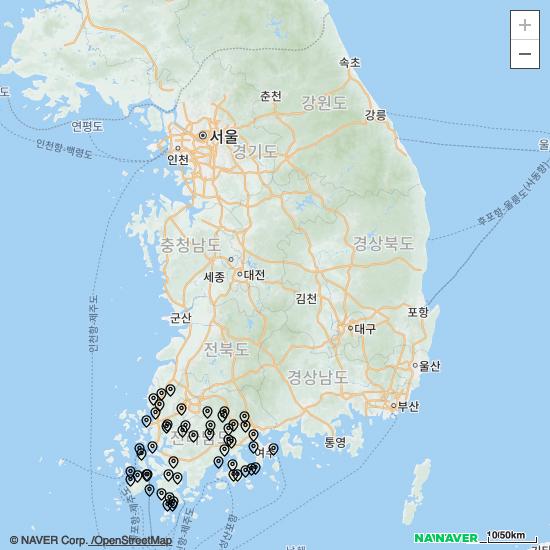 +
−
속초
춘천
강원도
강릉
도
연평도
서울
울
인천
경기도
인천항-백령도
후포항-울릉도(사동항)
충청남도
경상북도
세종
대전
김천
군산
포항
인천항-제주도
대구
전북도
울산
경상남도
부산
통영
여수
© NAVER Corp. /OpenStreetMap
NAVER
10/50km